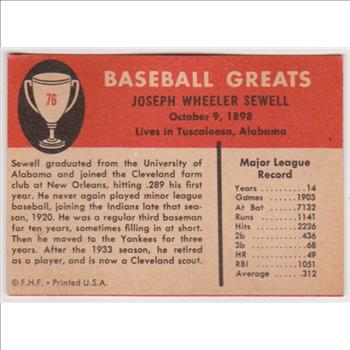 76
BASEBALL GREATS
JOSEPH WHEELER SEWELL
October 9, 1898
Lives in Tuscaloosa, Alabama
Sewell graduated from the University of
Alabama and joined the Cleveland farm
club at New Orleans, hitting .289 his first
year. He never again played minor league
baseball, joining the Indians late that sea-
son, 1920. He was a regular third baseman
for ten years, sometimes filling in at short.
Then he moved to the Yankees for three
years. After the 1933 season, he retired
as a player, and is now a Cleveland scout.
© F.H.F. • Printed U.S.A.
Major League
Record
Years 14
Games 1903
At Bat 7132
Runs 1141
Hits 2226
2b 436
3b 68
HR 49
RBI 1051
Average .312